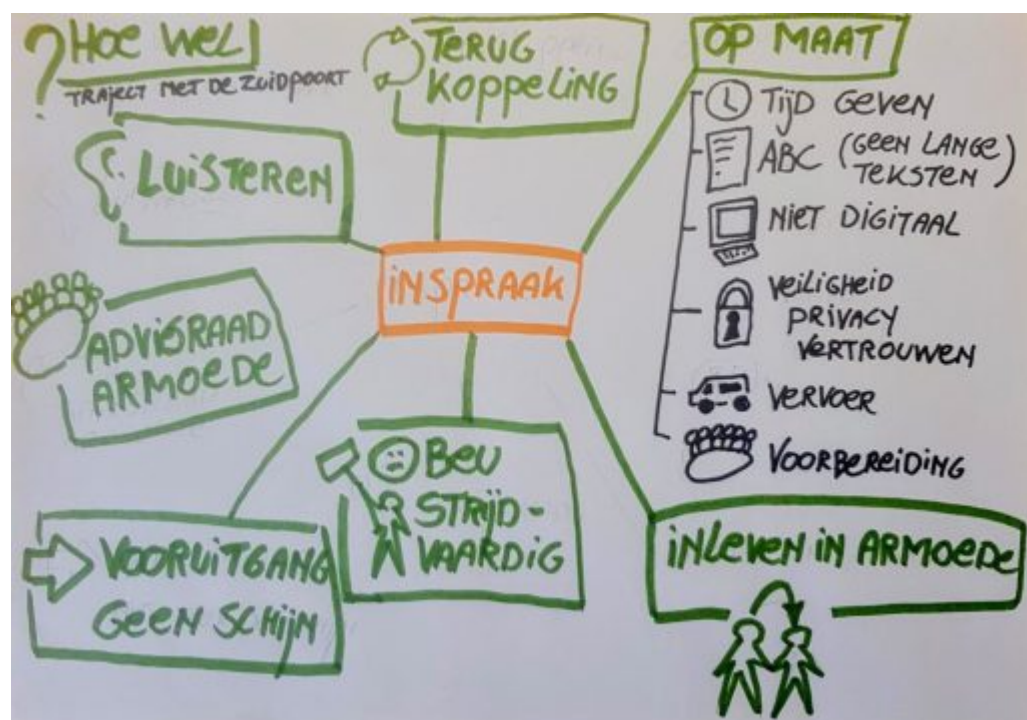 ? HOE WEL!
TRAJECT MET DE ZUIDPOORT
TERUG
KOPPELING
OP MAAT
TIJD GEVEN
ABC (GEEN LANGE
TEKSTEN)
NIET DIGITAAL
VEILIGHEID
PRIVACY
VERTROUWEN
VERVOER
VOORBEREIDING
LUISTEREN
INSPRAAK
ADVIESRAAD
ARMOEDE
BEU
STRIJD-
VAARDIG
VOORUITGANG
GEEN SCHIJN
INLEVEN IN ARMOEDE